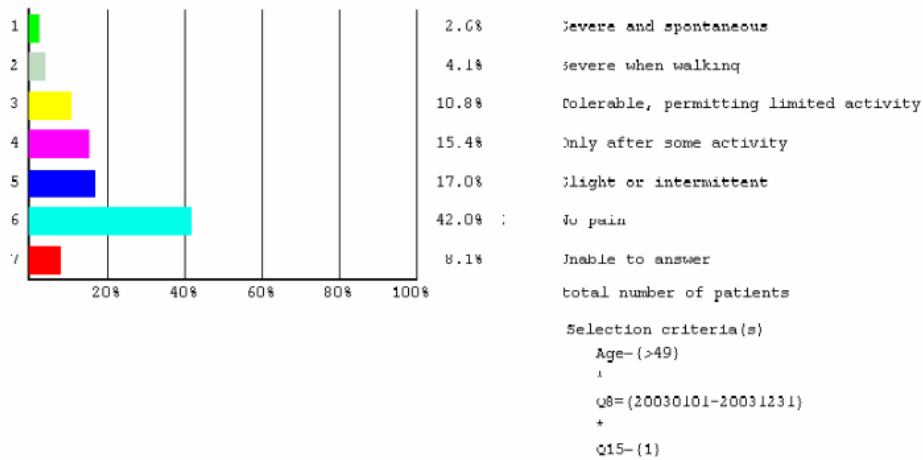 1 2.6% Severe and spontaneous
2 4.1% Severe when walking
3 10.8% Tolerable, permitting limited activity
4 15.4% Only after some activity
5 17.0% Slight or intermittent
6 42.0% No pain
7 8.1% Unable to answer
20% 40% 60% 80% 100% total number of patients
Selection criteria(s)
Age-{>49}
*
Q8={20030101-20031231}
*
Q15-{1}